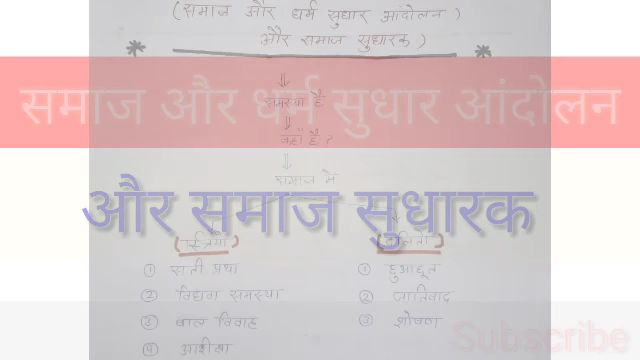 (समाज और धर्म सुधार आंदोलन)
और समाज सुधारक)
समाज और धर्म सुधार आंदोलन
समस्या है
कहाँ है ?
समाज में
और समाज सुधारक
(स्त्रियाँ) (दलितों)
① सती प्रथा ① छुआछूत
② विधवा समस्या ② जातिवाद
③ बाल विवाह ③ शोषण
④ अशिक्षा
Subscribe